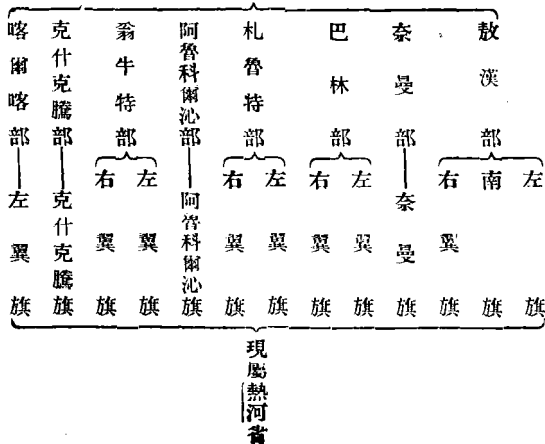 敖漢部
左旗
南旗
右翼旗
奈曼部
奈曼旗
巴林部
左翼旗
右翼旗
札魯特部
左翼旗
右翼旗
阿魯科爾沁部
阿魯科爾沁旗
翁牛特部
左翼旗
右翼旗
克什克騰部
克什克騰旗
喀爾喀部
左翼旗
現屬熱河省